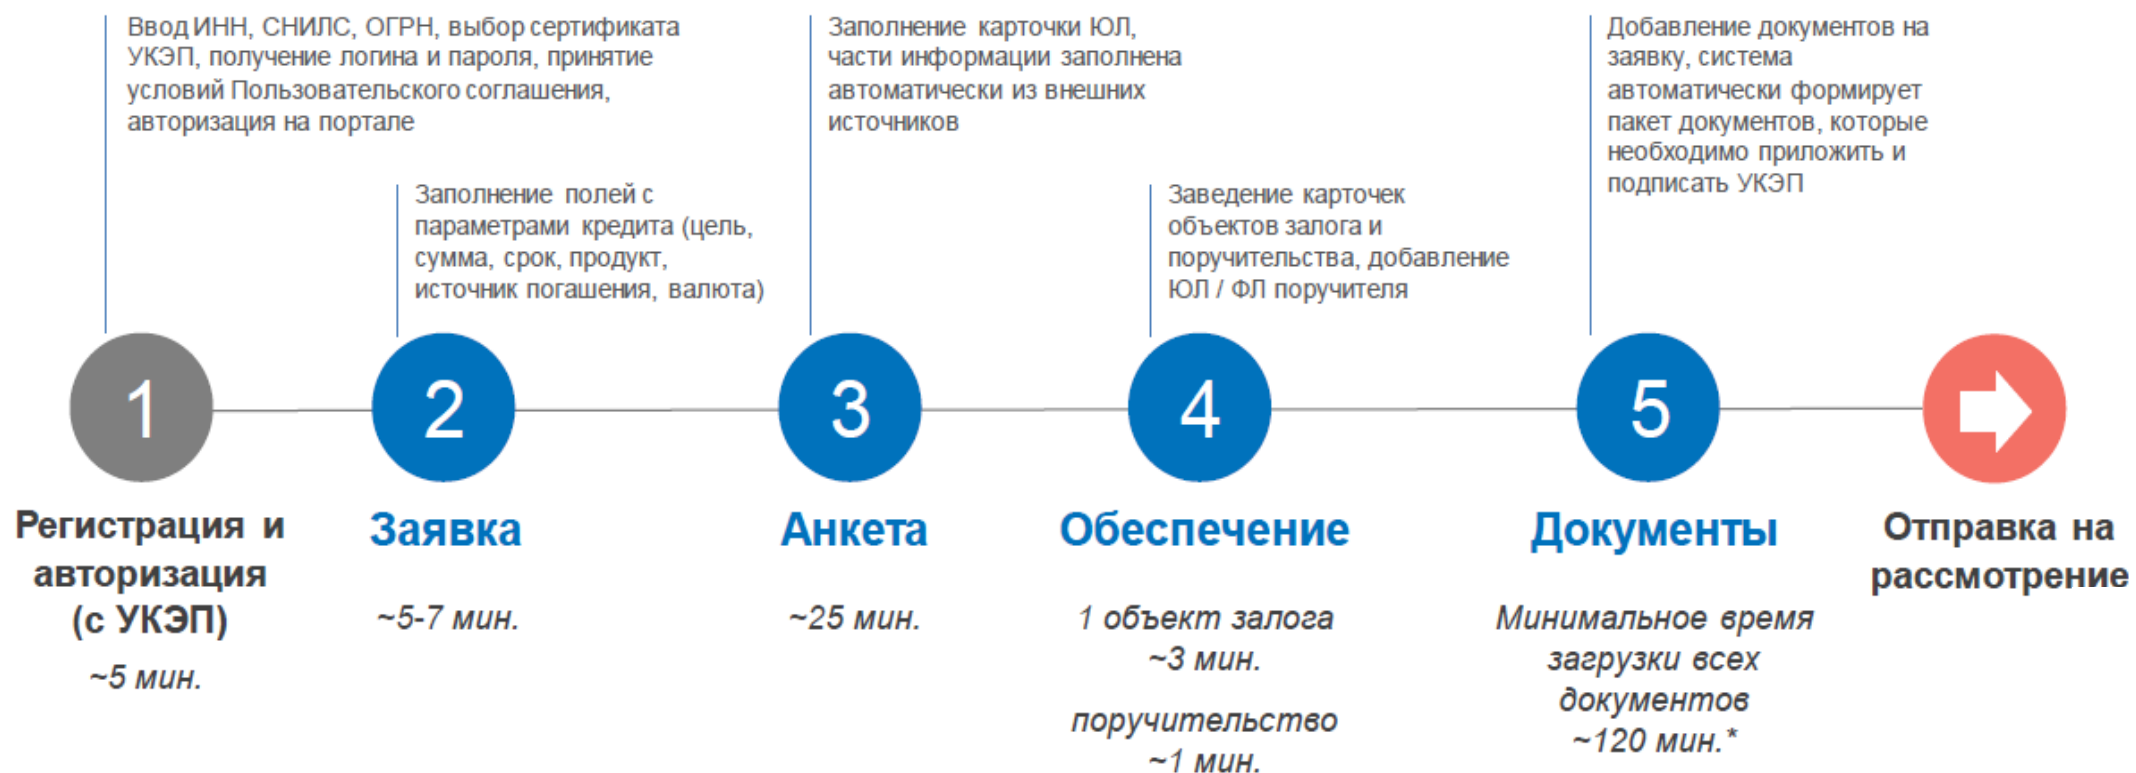 Ввод ИНН, СНИЛС, ОГРН, выбор сертификата
УКЭП, получение логина и пароля, принятие
условий Пользовательского соглашения,
авторизация на портале
Заполнение полей с
параметрами кредита (цель,
сумма, срок, продукт,
источник погашения, валюта)
Заполнение карточки ЮЛ,
части информации заполнена
автоматически из внешних
источников
Заведение карточек
объектов залога и
поручительства, добавление
ЮЛ / ФЛ поручителя
Добавление документов на
заявку, система
автоматически формирует
пакет документов, которые
необходимо приложить и
подписать УКЭП
1
2
3
4
5
Регистрация и
авторизация
(с УКЭП)
~5 мин.
Заявка
~5-7 мин.
Анкета
~25 мин.
Обеспечение
1 объект залога
~3 мин.
поручительство
~1 мин.
Документы
Минимальное время
загрузки всех
документов
~120 мин.*
Отправка на
рассмотрение